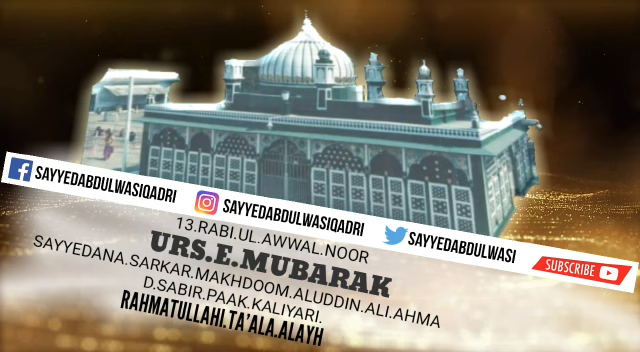 SAYYEDABDULWASIQADRI
SAYYEDABDULWASIQADRI
SAYYEDABDULWASI
SUBSCRIBE
13.RABI.UL.AWWAL.NOOR
URS.E.MUBARAK
SAYYEDANA.SARKAR.MAKHDOOM.ALUDDIN.ALI.AHMA
D.SABIR.PAAK.KALIYARI.
RAHMATULLAHI.TA'ALA.ALAYH